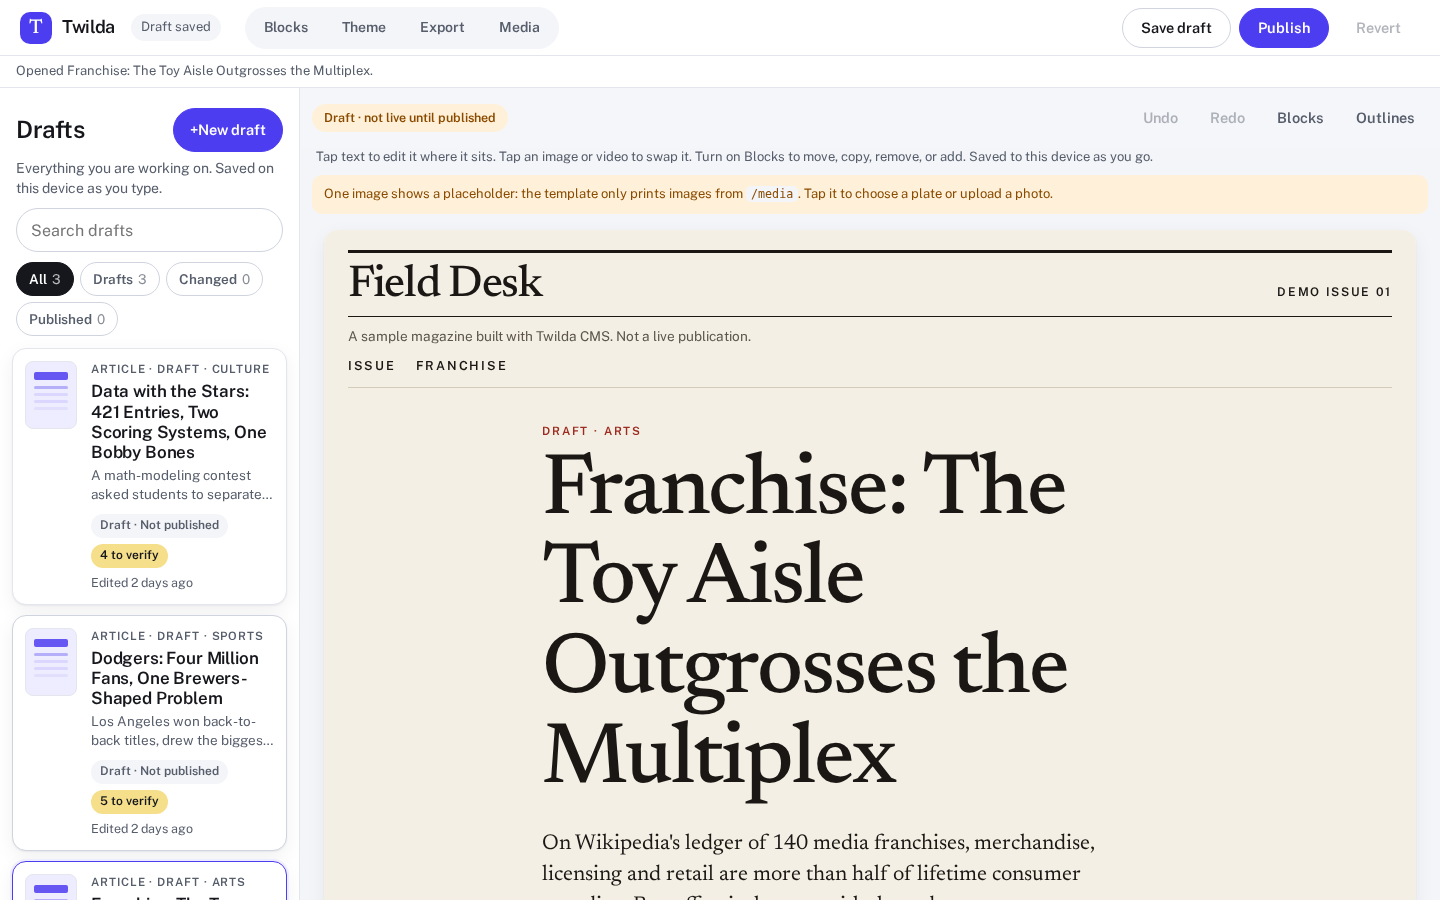 T Twilda Draft saved Blocks Theme Export Media Save draft Publish Revert
Opened Franchise: The Toy Aisle Outgrosses the Multiplex.
Drafts
+New draft
Everything you are working on. Saved on
this device as you type.
Search drafts
All 3 Drafts 3 Changed 0
Published 0
ARTICLE · DRAFT · CULTURE
Data with the Stars:
421 Entries, Two
Scoring Systems, One
Bobby Bones
A math-modeling contest
asked students to separate...
Draft · Not published
4 to verify
Edited 2 days ago
ARTICLE · DRAFT · SPORTS
Dodgers: Four Million
Fans, One Brewers-
Shaped Problem
Los Angeles won back-to-
back titles, drew the bigges...
Draft · Not published
5 to verify
Edited 2 days ago
ARTICLE · DRAFT · ARTS
Draft · not live until published
Undo Redo Blocks Outlines
Tap text to edit it where it sits. Tap an image or video to swap it. Turn on Blocks to move, copy, remove, or add. Saved to this device as you go.
One image shows a placeholder: the template only prints images from /media. Tap it to choose a plate or upload a photo.
Field Desk
DEMO ISSUE 01
A sample magazine built with Twilda CMS. Not a live publication.
ISSUE FRANCHISE
DRAFT · ARTS
Franchise: The
Toy Aisle
Outgrosses the
Multiplex
On Wikipedia's ledger of 140 media franchises, merchandise,
licensing and retail are more than half of lifetime consumer